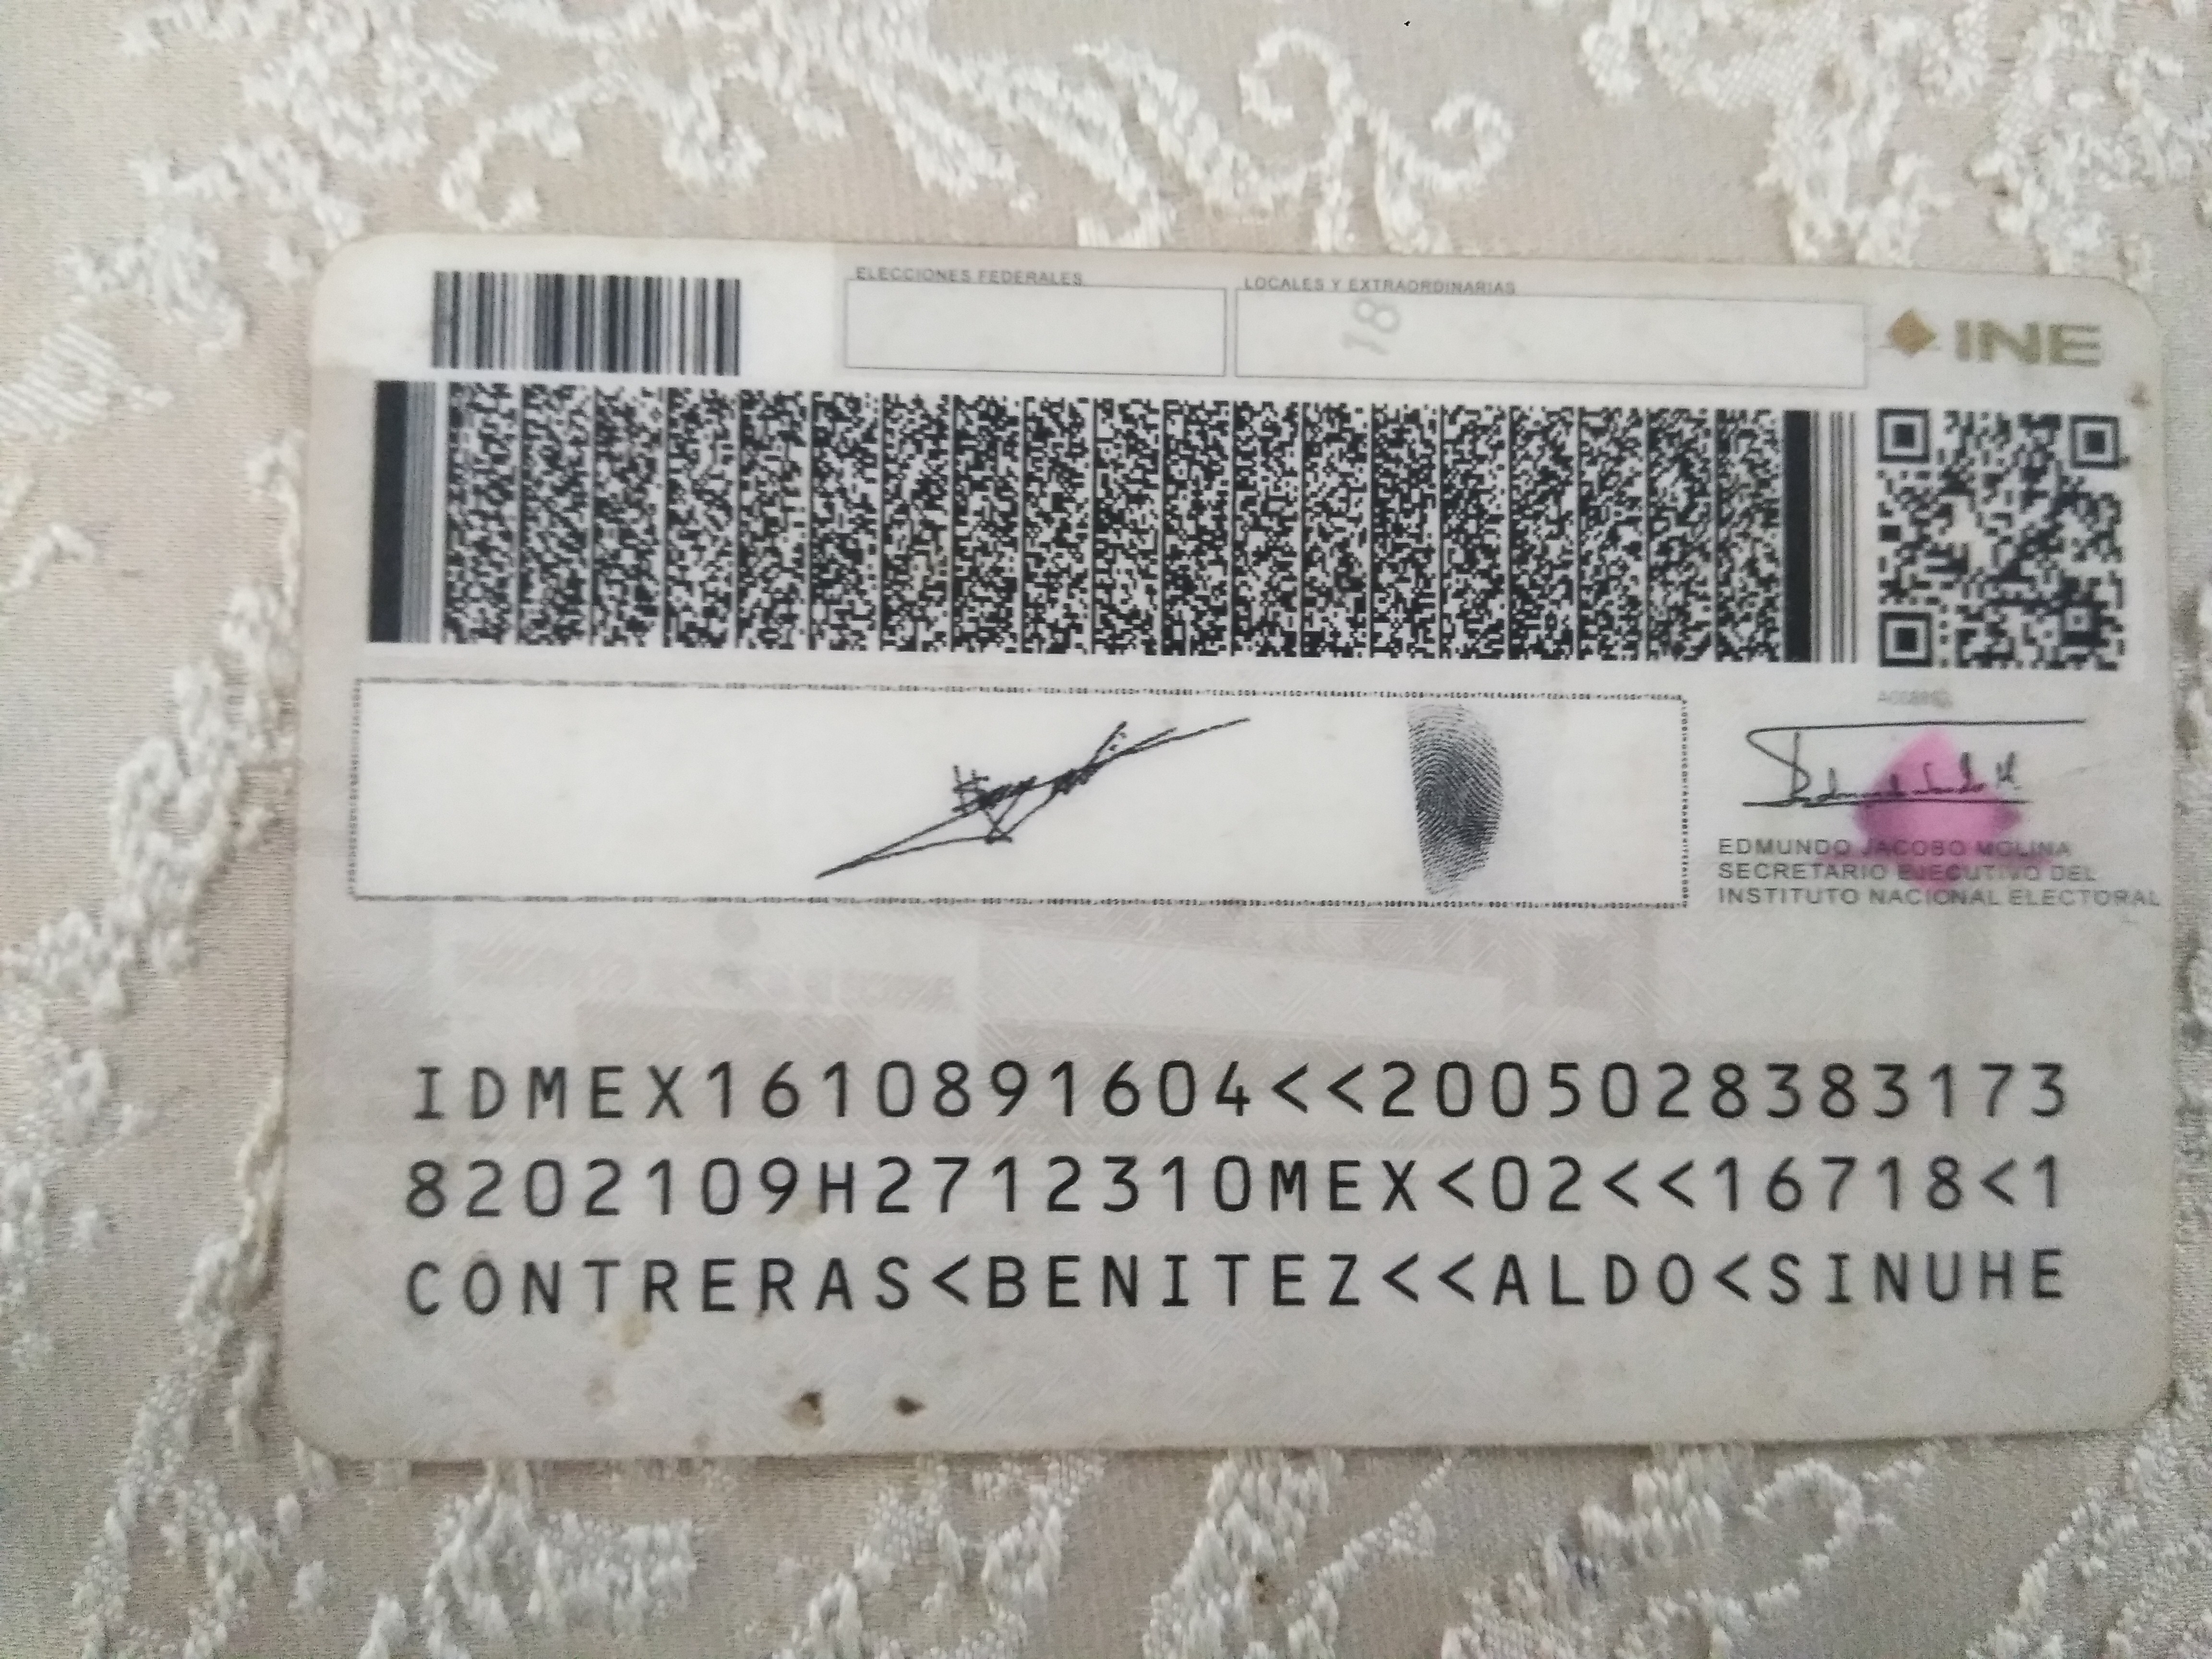 ELECCIONES FEDERALES
LOCALES Y EXTRAORDINARIAS
18
INE
EDMUNDO JACOBO MOLINA
SECRETARIO EJECUTIVO DEL
INSTITUTO NACIONAL ELECTORAL
IDMEX1610891604<<2005028383173
8202109H2712310MEX<02<<16718<1
CONTRERAS<BENITEZ<<ALDO<SINUHE